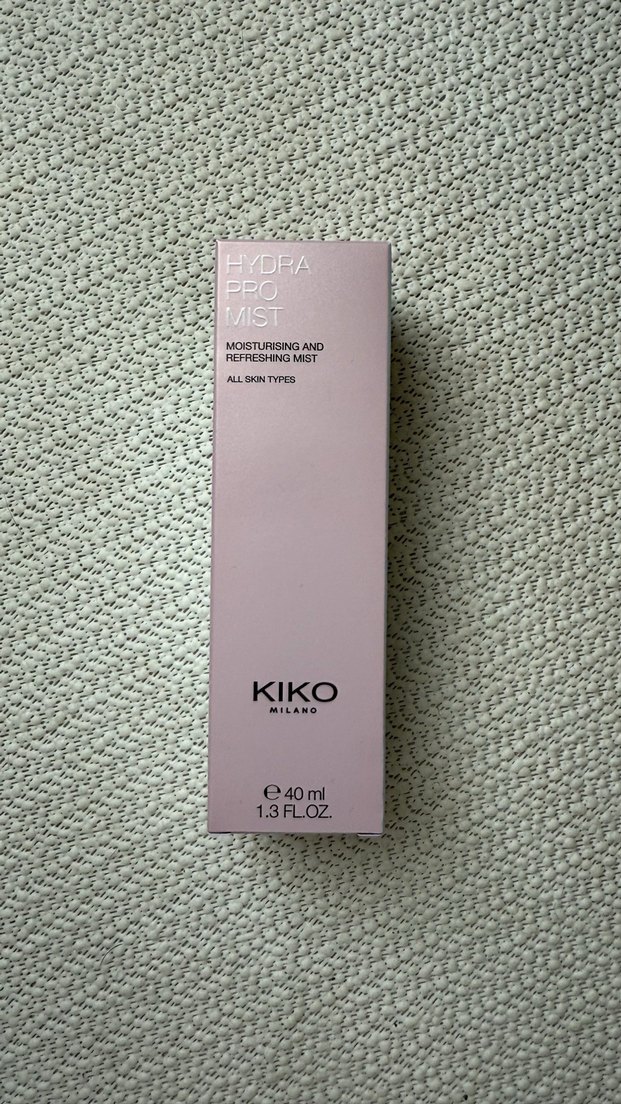 HYDRA
PRO
MIST
MOISTURISING AND
REFRESHING MIST
ALL SKIN TYPES
KIKO
MILANO
℮ 40 ml
1.3 FL.OZ.